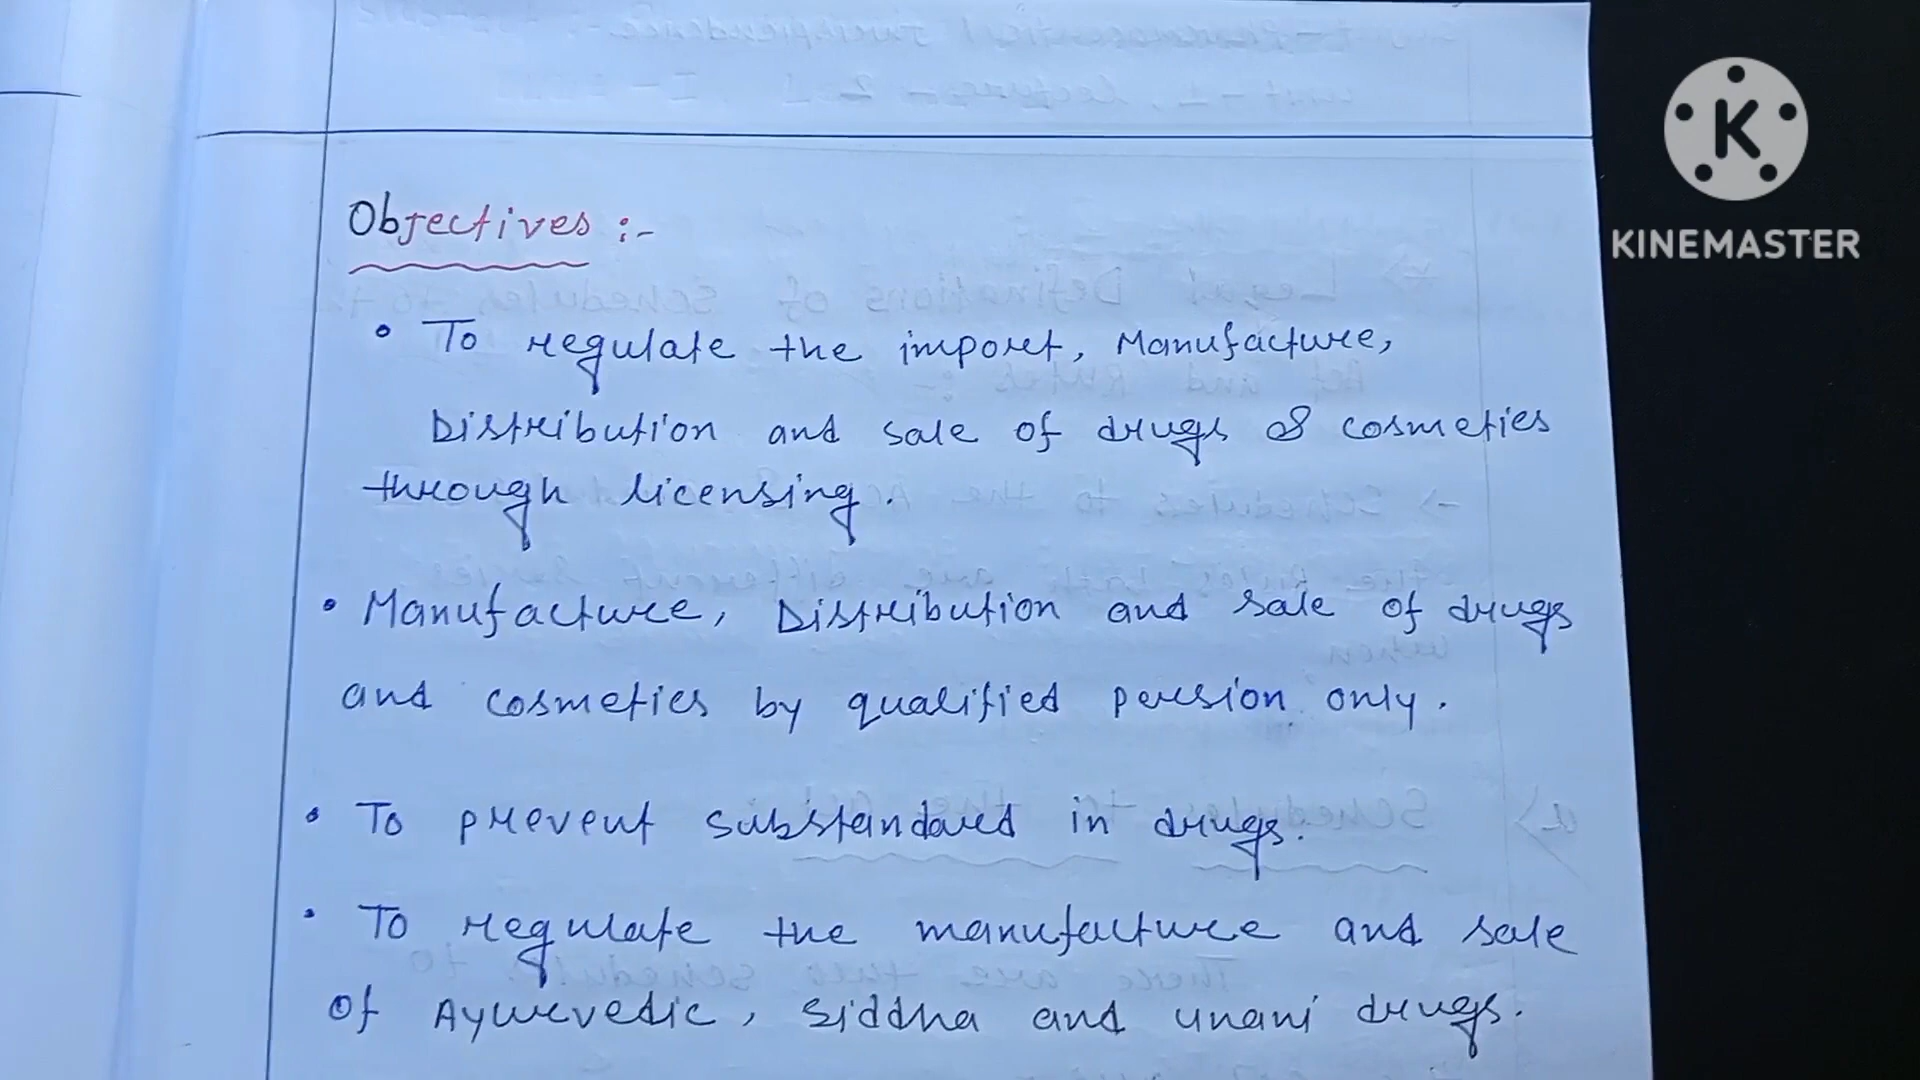 Objectives :-
• To regulate the import, Manufacture,
Distribution and sale of drugs & cosmetics
through licensing.
• Manufacture, Distribution and sale of drugs
and cosmetics by qualified persion only.
• To prevent substandard in drugs.
• To regulate the manufacture and sale
of Ayurvedic, Siddha and unani drugs.
K
KINEMASTER